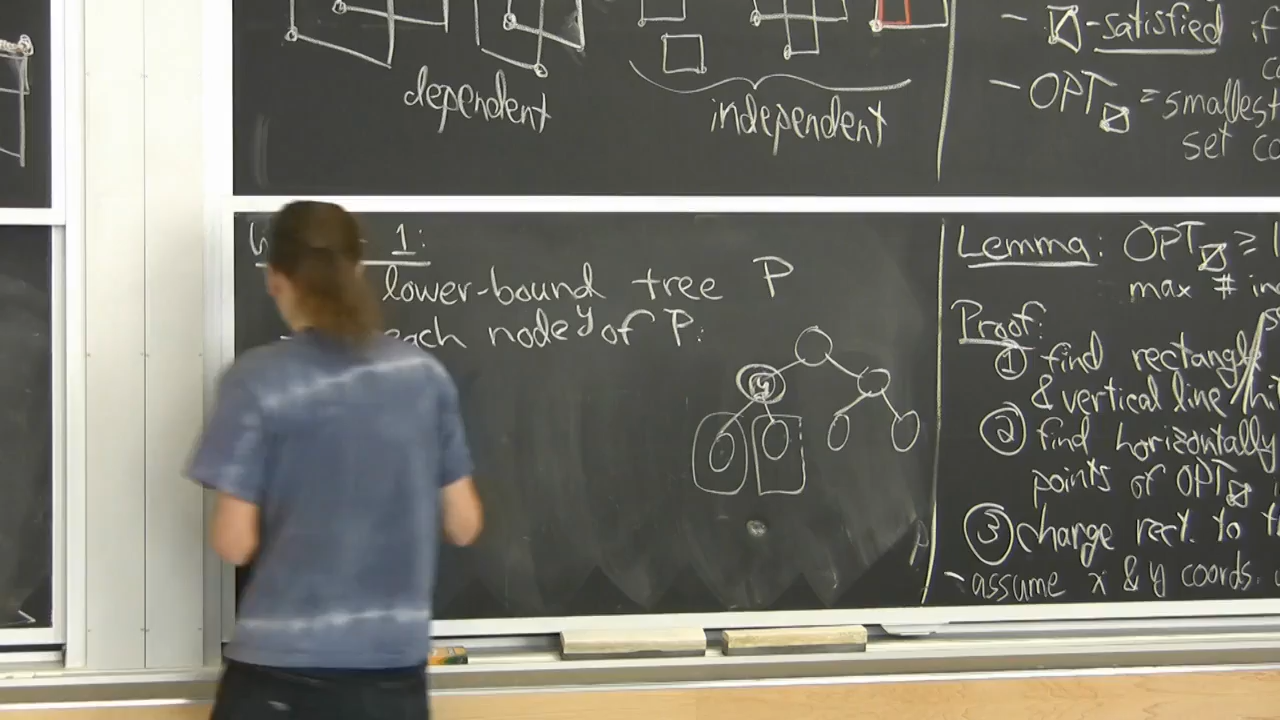 dependent
independent
- -satisfied if
- OPT = smallest
set
1:
lower-bound tree P
each node y of P:
y
Lemma: OPT ≥
max # in
Proof:
① find rectangle
& vertical line
② find horizontally
points of OPT
③ change rect. to
- assume x & y coords.